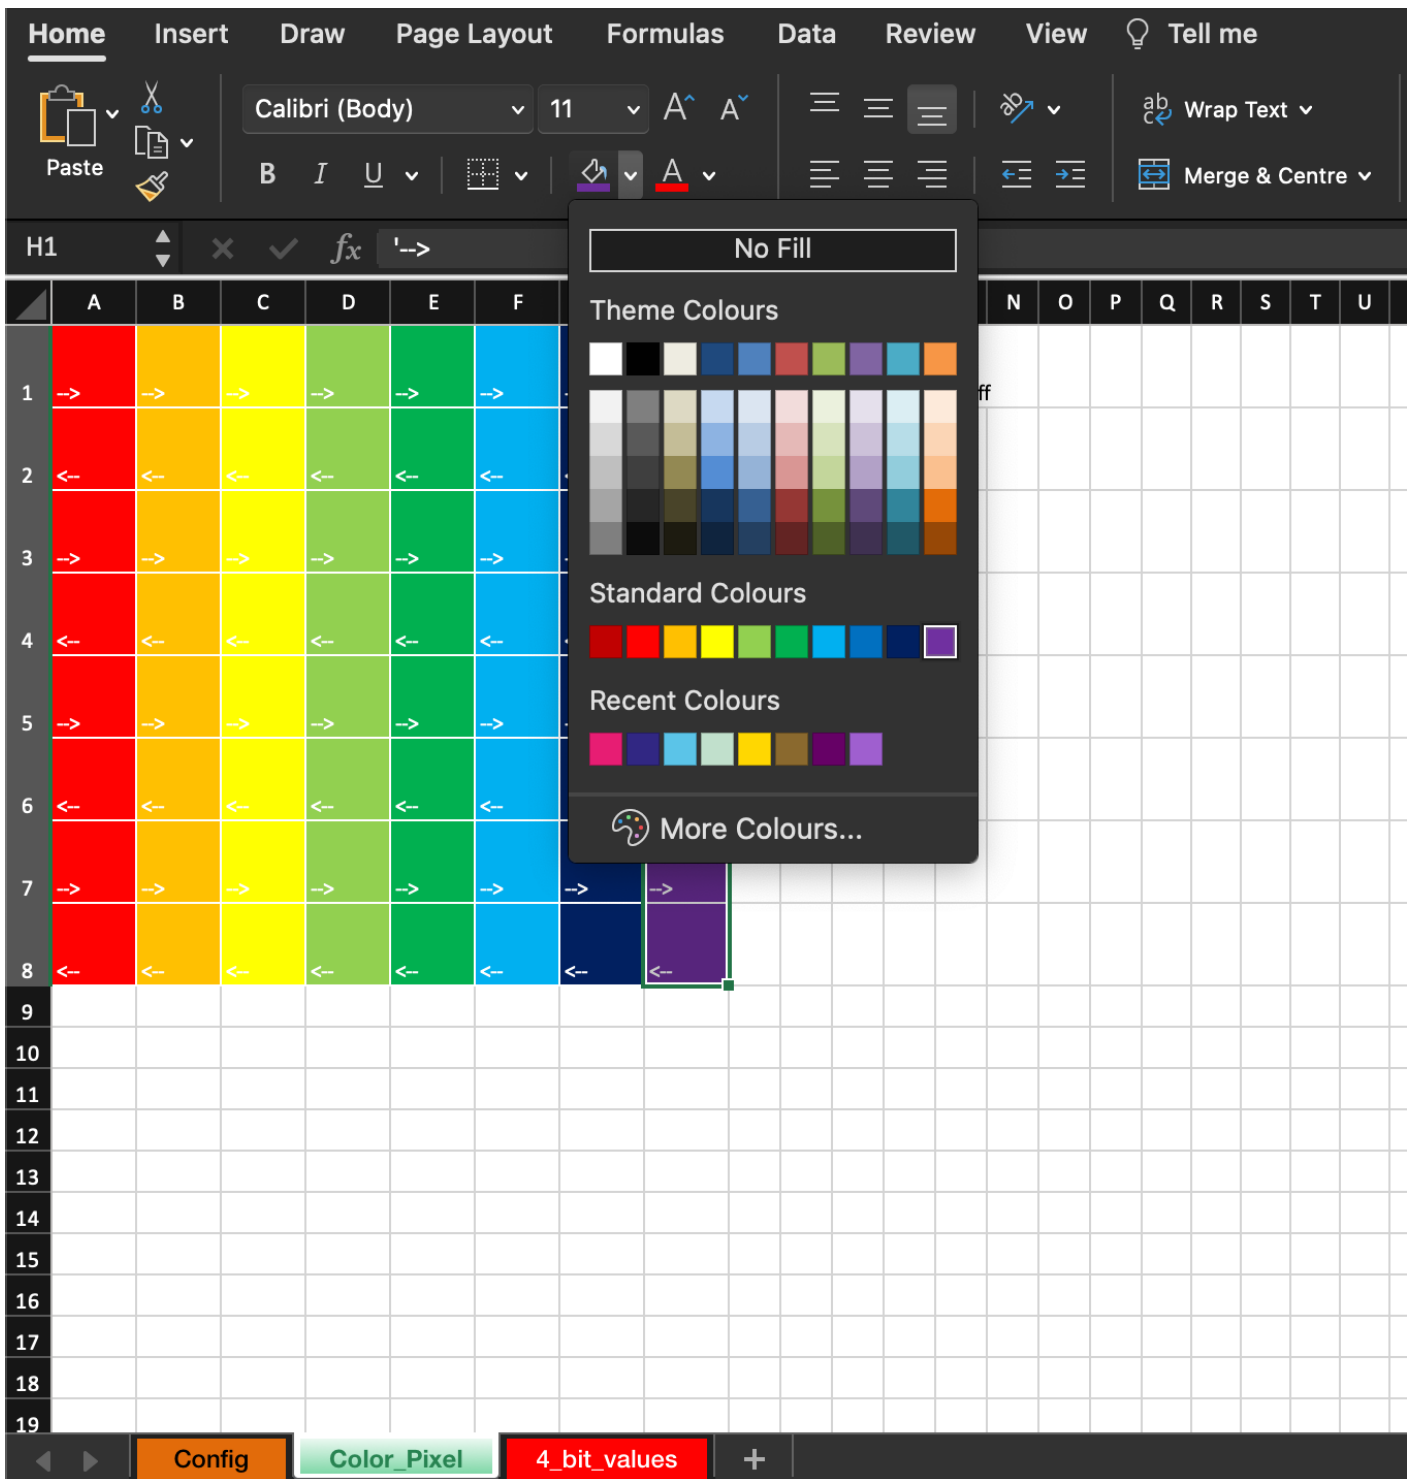 Home Insert Draw Page Layout Formulas Data Review View Tell me
Calibri (Body) 11 A A ab Wrap Text
Paste B I U A Merge & Centre
H1 fx '-->
No Fill
A B C D E F N O P Q R S T U
Theme Colours
1 --> --> --> --> --> --> ff
2 <-- <-- <-- <-- <-- <--
3 --> --> --> --> --> -->
Standard Colours
4 <-- <-- <-- <-- <-- <--
Recent Colours
5 --> --> --> --> --> -->
6 <-- <-- <-- <-- <-- <--
More Colours...
7 --> --> --> --> --> --> --> -->
8 <-- <-- <-- <-- <-- <-- <-- <--
9
10
11
12
13
14
15
16
17
18
19
Config Color_Pixel 4_bit_values +